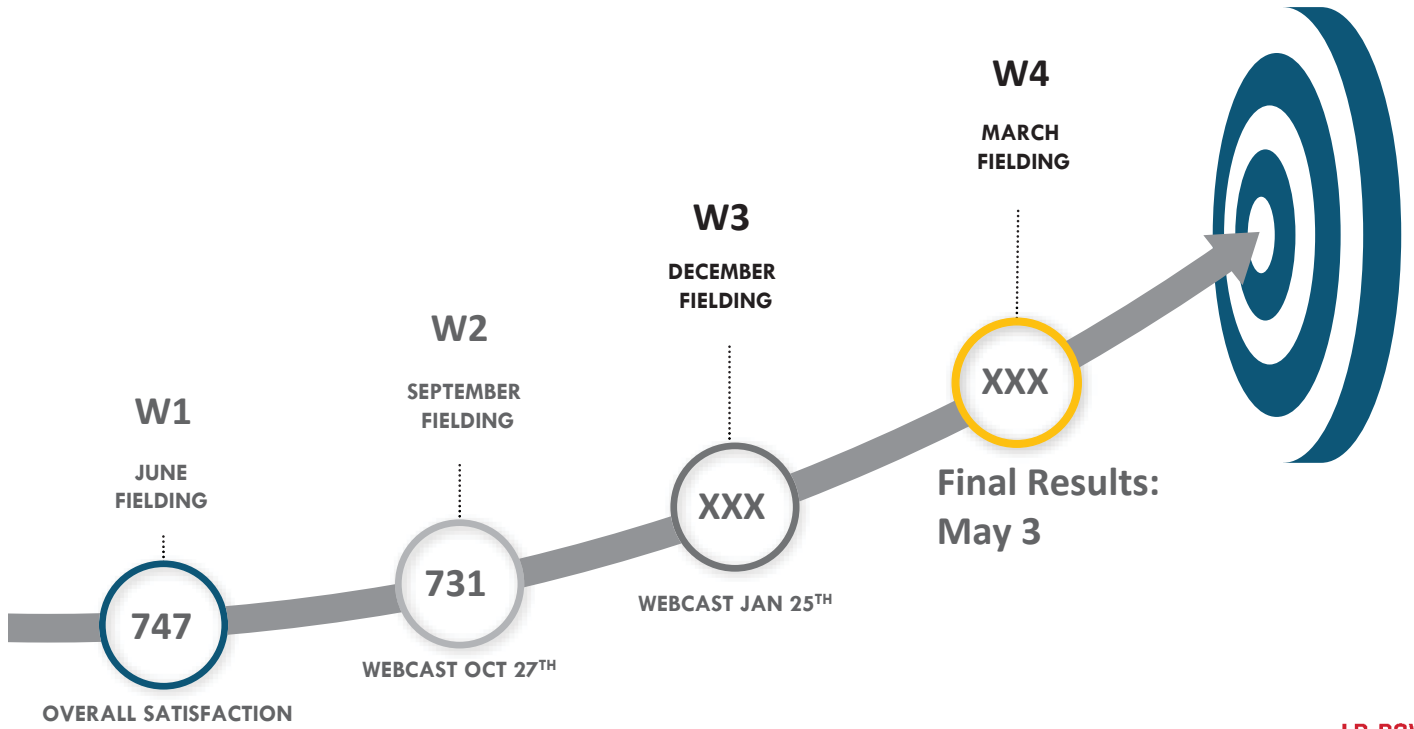 W1
JUNE
FIELDING
747
OVERALL SATISFACTION
W2
SEPTEMBER
FIELDING
731
WEBCAST OCT 27TH
W3
DECEMBER
FIELDING
XXX
WEBCAST JAN 25TH
W4
MARCH
FIELDING
XXX
Final Results:
May 3